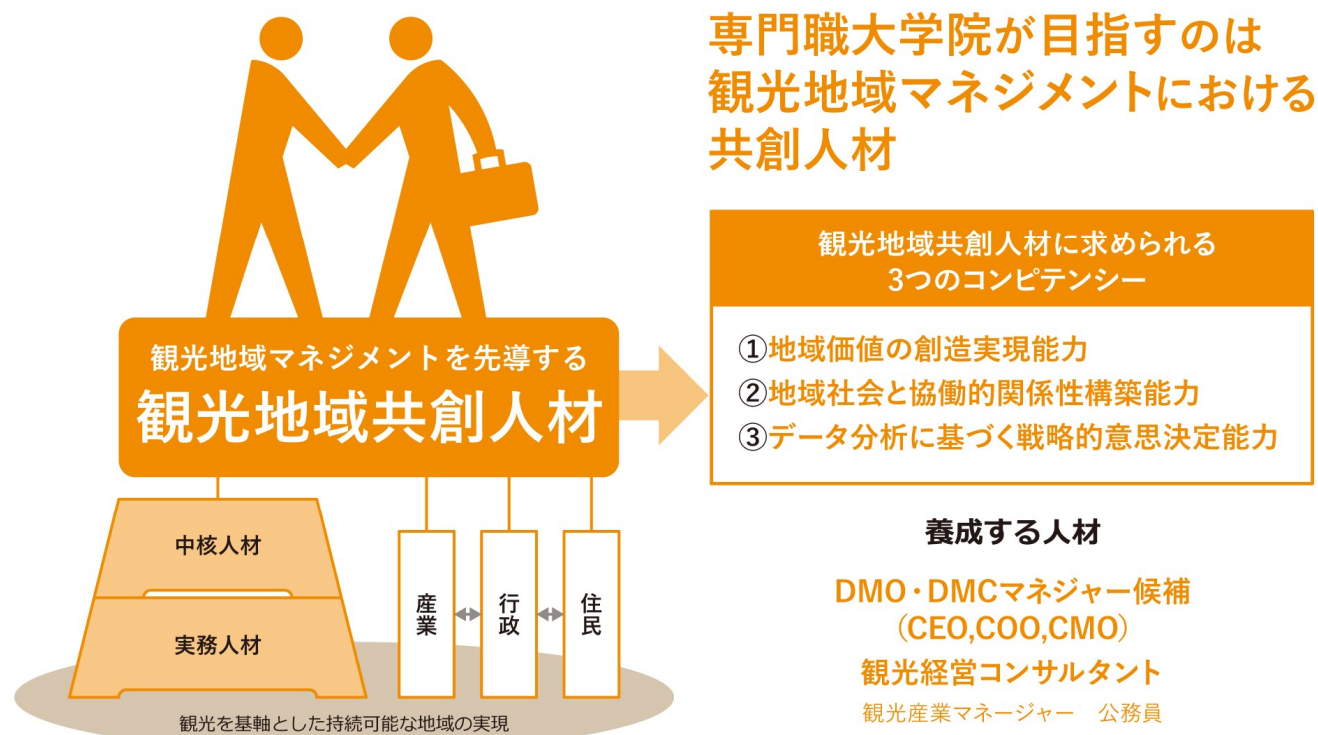 専門職大学院が目指すのは
観光地域マネジメントにおける
共創人材
観光地域マネジメントを先導する
観光地域共創人材
中核人材
実務人材
産業
行政
住民
観光を基軸とした持続可能な地域の実現
観光地域共創人材に求められる
3つのコンピテンシー
①地域価値の創造実現能力
②地域社会と協働的関係性構築能力
③データ分析に基づく戦略的意思決定能力
養成する人材
DMO・DMCマネジャー候補
(CEO,COO,CMO)
観光経営コンサルタント
観光産業マネージャー　公務員